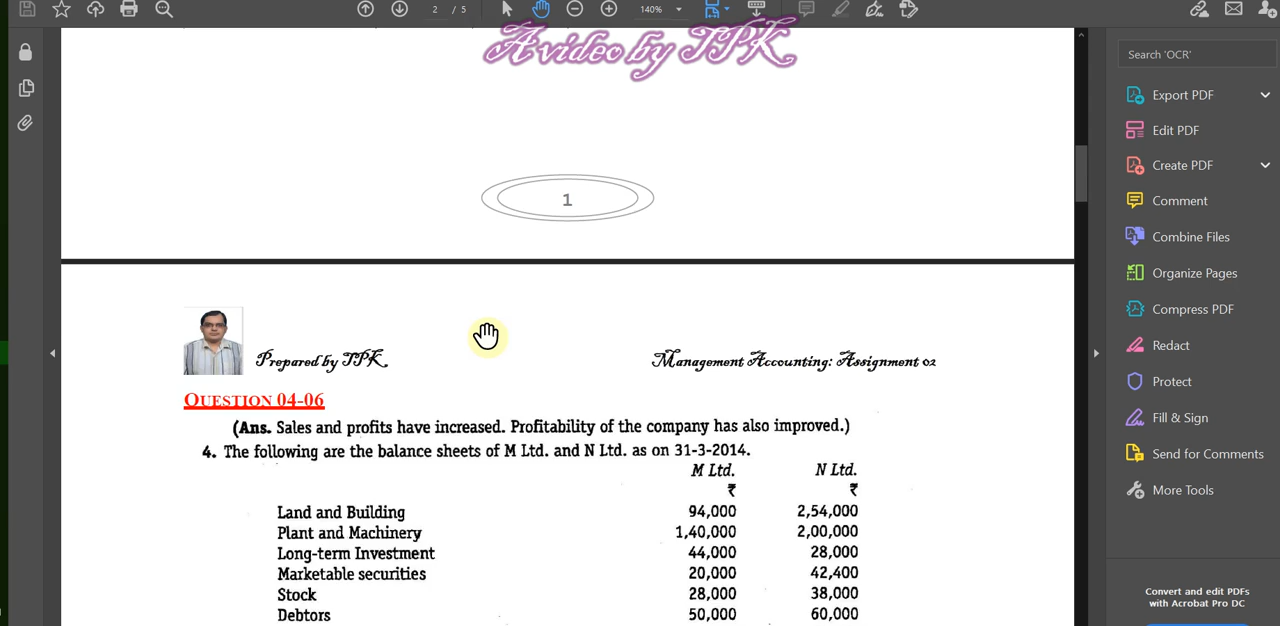 2 / 5
140%
A video by TPK
Search 'OCR'
Export PDF
Edit PDF
Create PDF
Comment
Combine Files
Organize Pages
Compress PDF
Redact
Protect
Fill & Sign
Send for Comments
More Tools
Convert and edit PDFs
with Acrobat Pro DC
1
Prepared by TPK
Management Accounting: Assignment 02
QUESTION 04-06
(Ans. Sales and profits have increased. Profitability of the company has also improved.)
4. The following are the balance sheets of M Ltd. and N Ltd. as on 31-3-2014.
M Ltd. N Ltd.
₹ ₹
Land and Building 94,000 2,54,000
Plant and Machinery 1,40,000 2,00,000
Long-term Investment 44,000 28,000
Marketable securities 20,000 42,400
Stock 28,000 38,000
Debtors 50,000 60,000